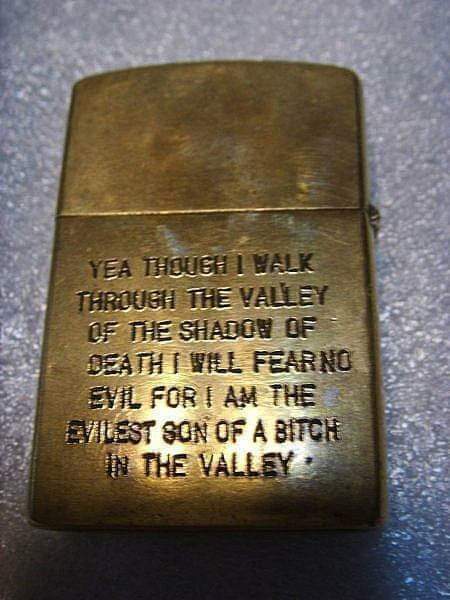 YEA THOUGH I WALK
THROUGH THE VALLEY
OF THE SHADOW OF
DEATH I WILL FEAR NO
EVIL FOR I AM THE
EVILEST SON OF A BITCH
IN THE VALLEY